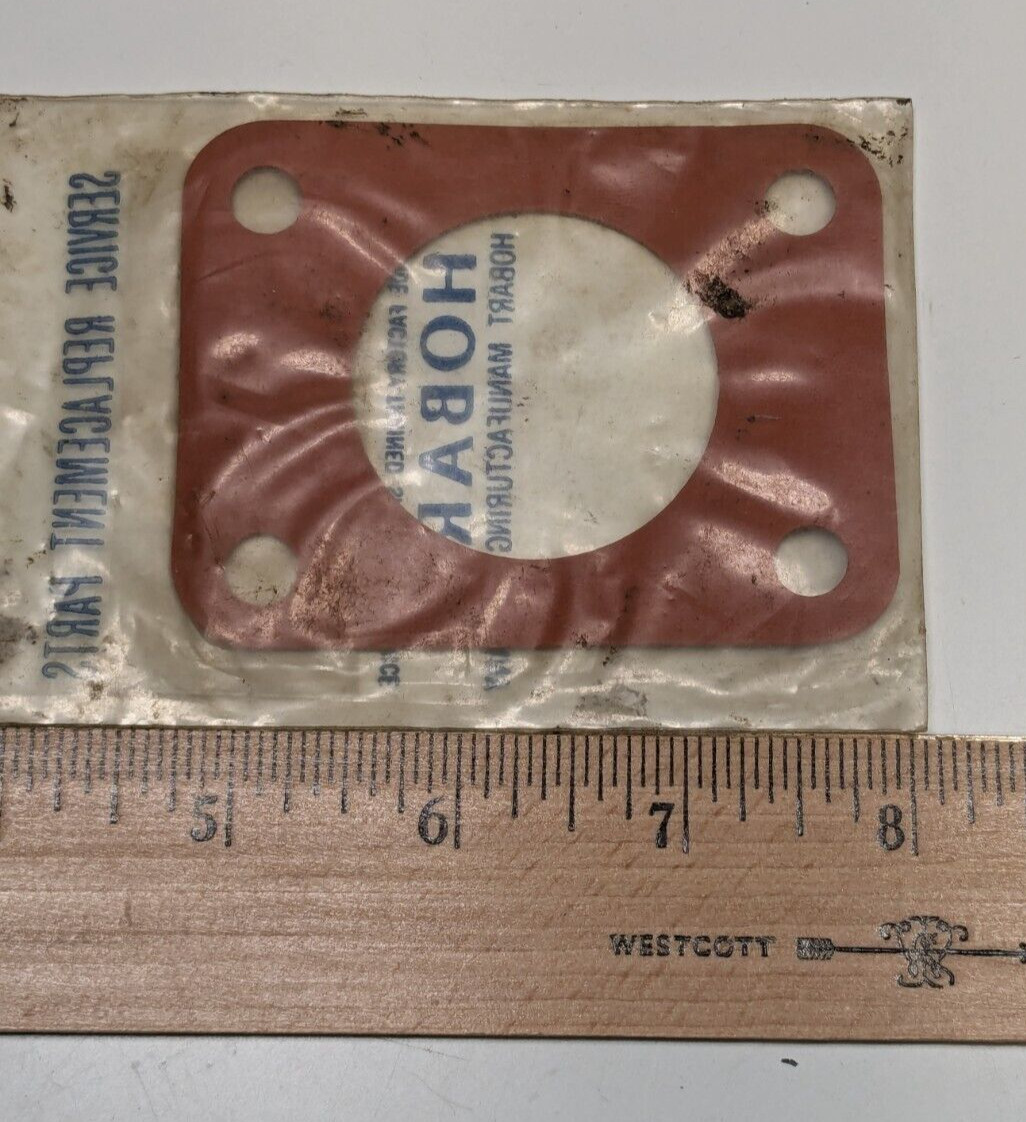 SERVICE REPLACEMENT PARTS
HOBAR
HOBART MANUFACTURING
5 6 7 8
WESTCOTT